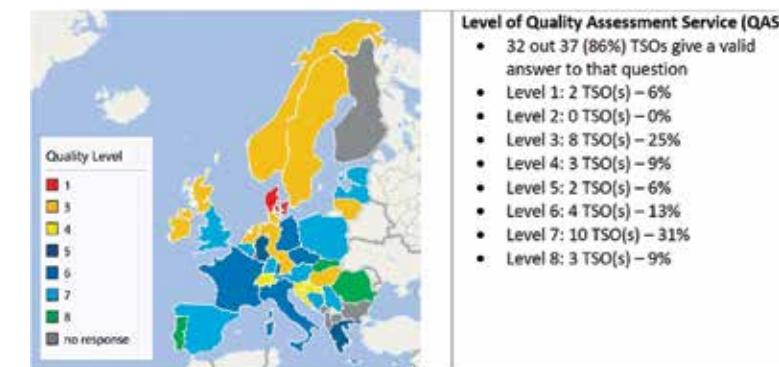 Quality Level
1
3
4
5
6
7
8
no response
Level of Quality Assessment Service (QAS
• 32 out 37 (86%) TSOs give a valid
answer to that question
• Level 1: 2 TSO(s) – 6%
• Level 2: 0 TSO(s) – 0%
• Level 3: 8 TSO(s) – 25%
• Level 4: 3 TSO(s) – 9%
• Level 5: 2 TSO(s) – 6%
• Level 6: 4 TSO(s) – 13%
• Level 7: 10 TSO(s) – 31%
• Level 8: 3 TSO(s) – 9%